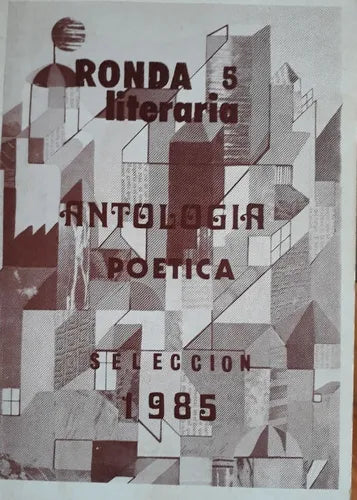 RONDA 5
literaria
ANTOLOGIA
POETICA
SELECCION
1985